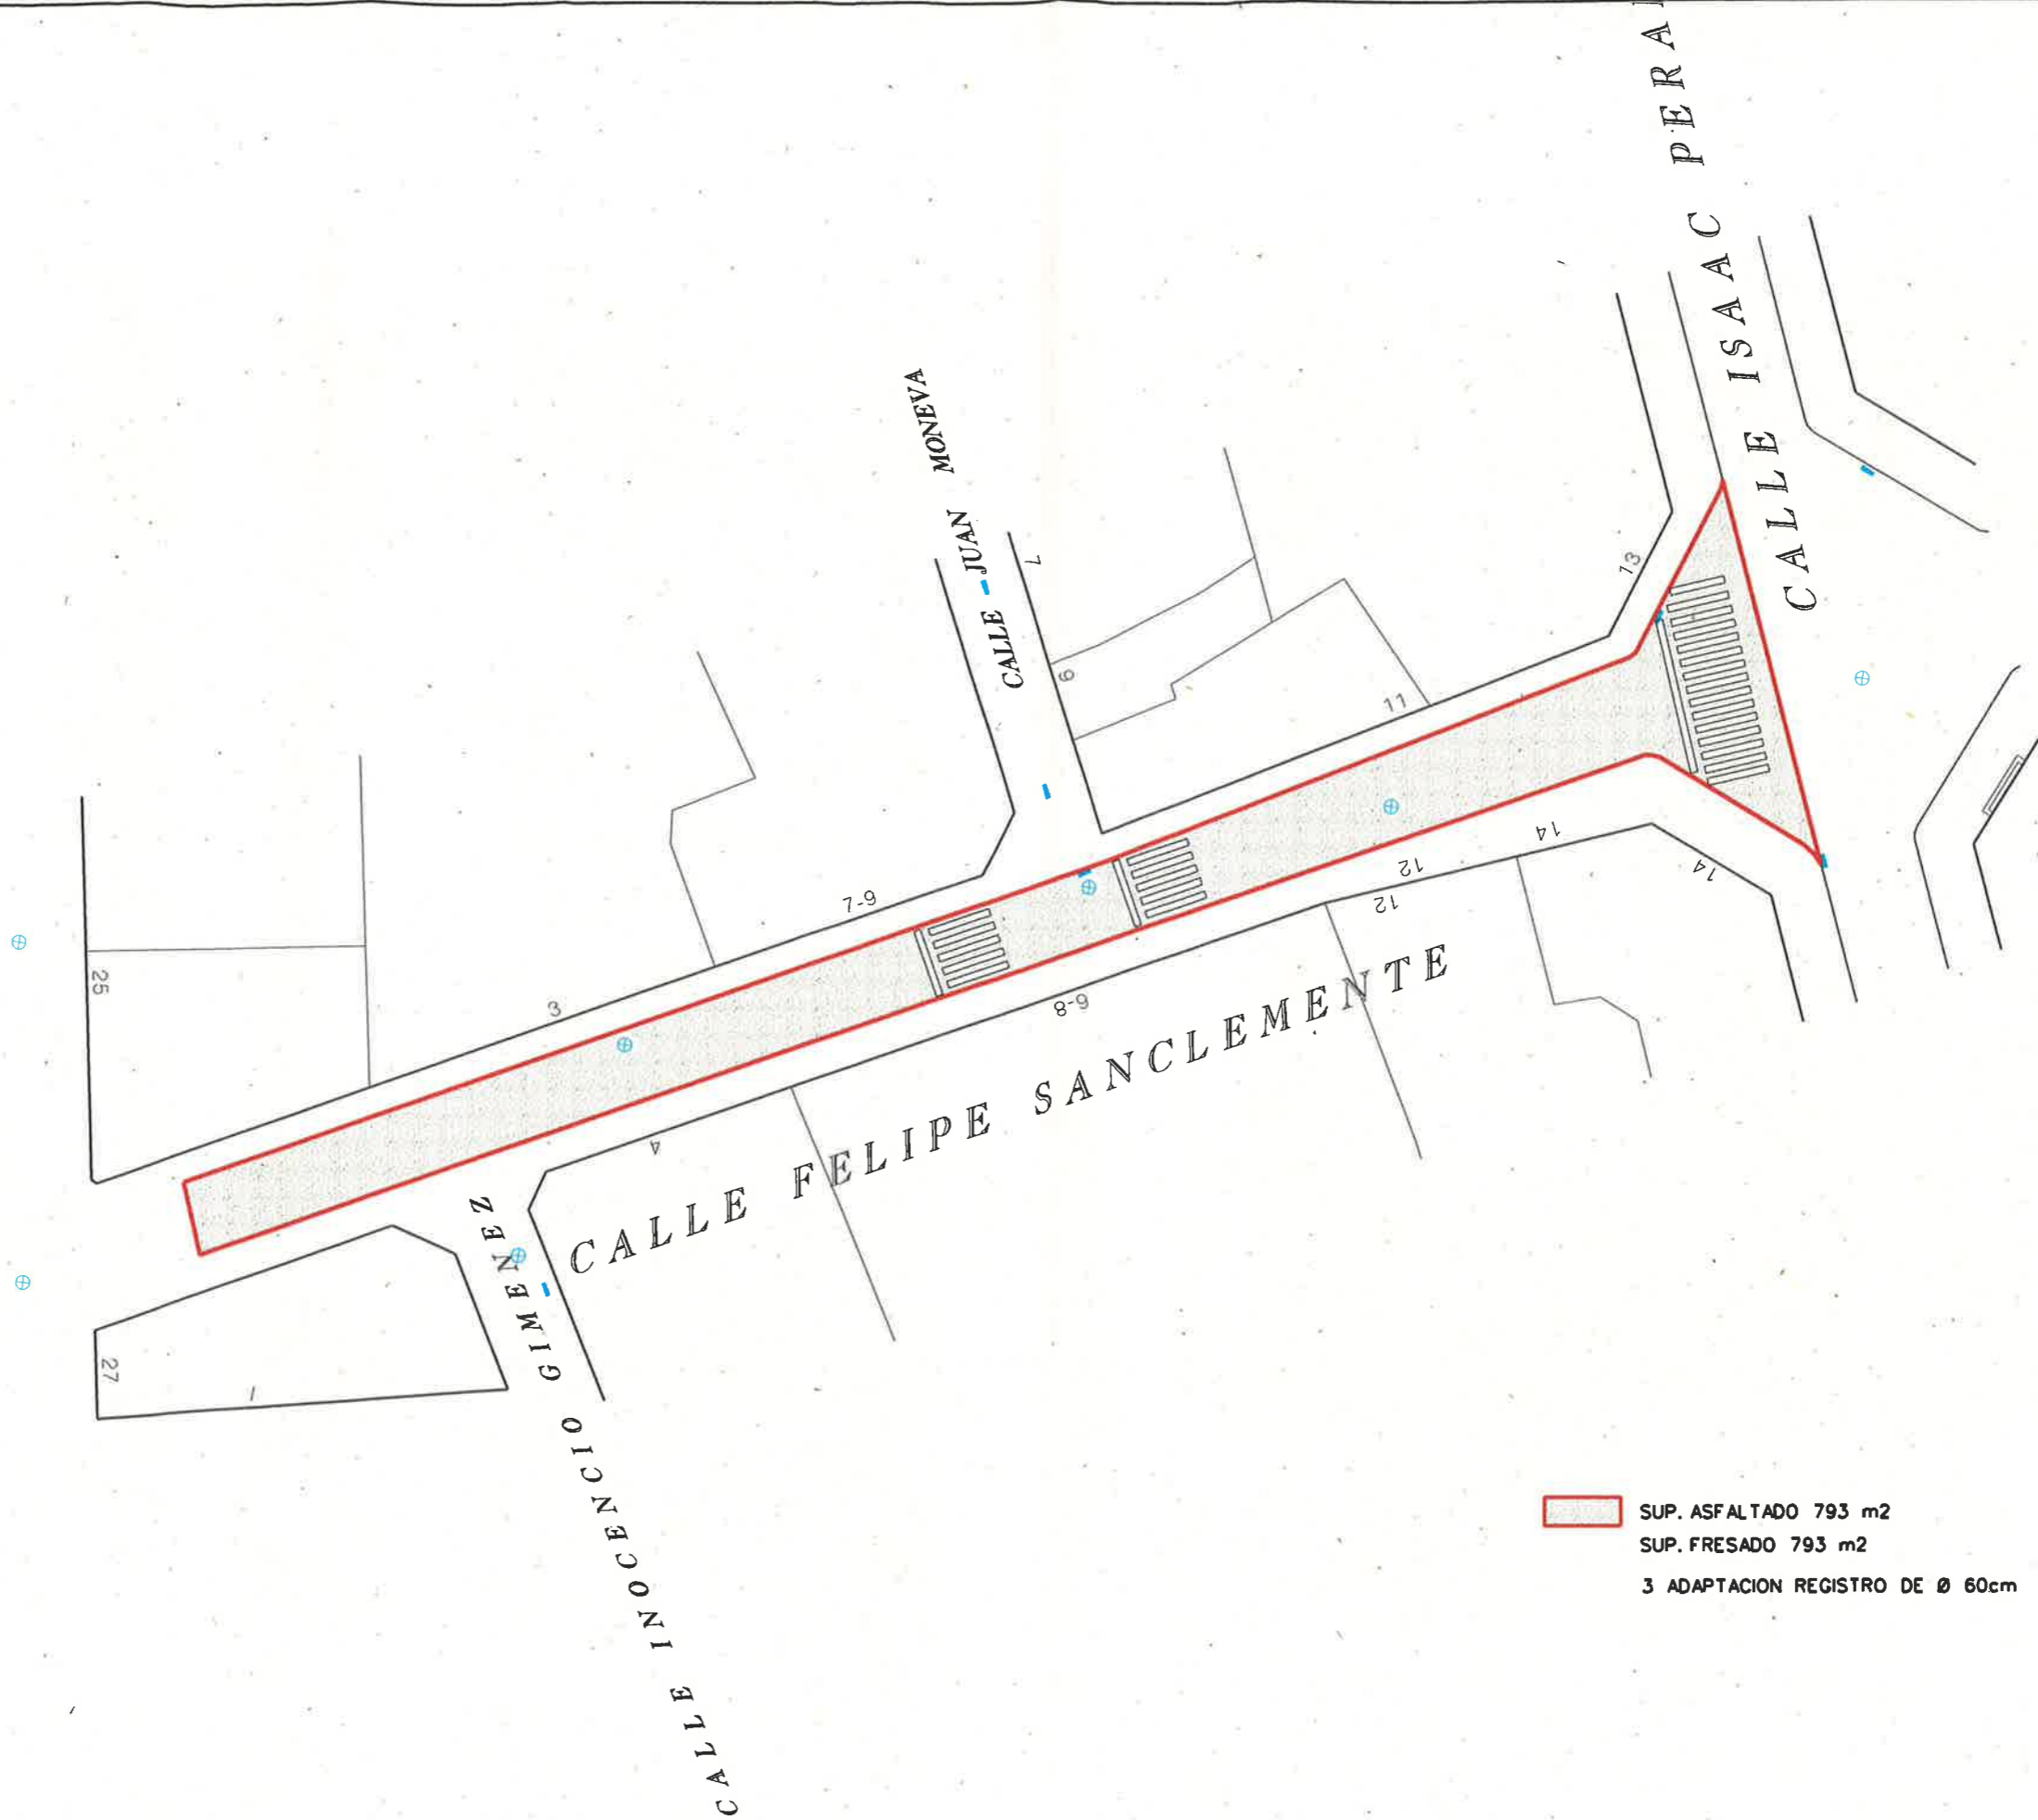 CALLE ISAAC
CALLE JUAN MONEVA
7
9
13
11
7-9
3
25
14
14
12
12
6-8
4
CALLE FELIPE SANCLEMENTE
27
1
CALLE INOCENCIO GIMENEZ
SUP. ASFALTADO 793 m2
SUP. FRESADO 793 m2
3 ADAPTACION REGISTRO DE Ø 60cm